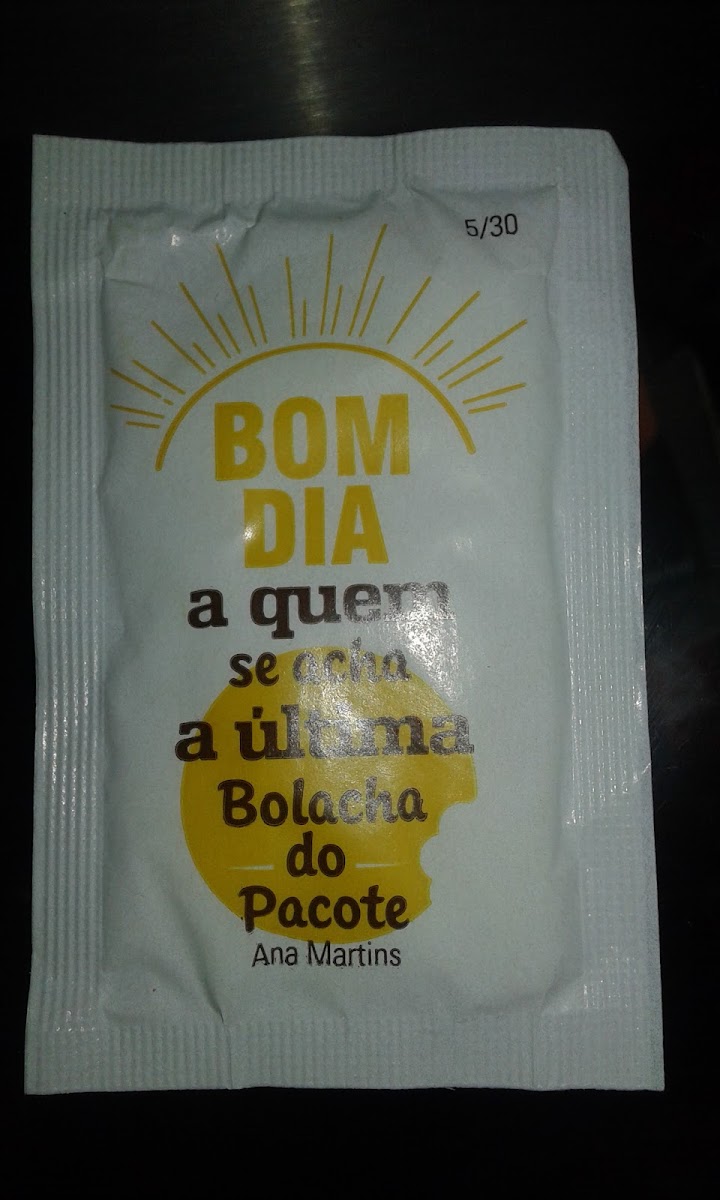 5/30
BOM
DIA
a quem
se acha
a última
Bolacha
do
Pacote
Ana Martins